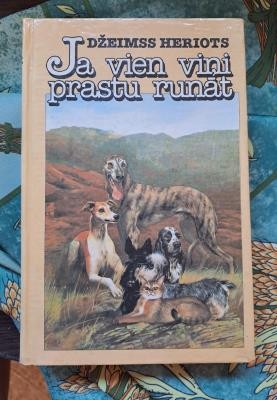 DŽEIMSS HERIOTS
Ja vien viņi
prastu runāt